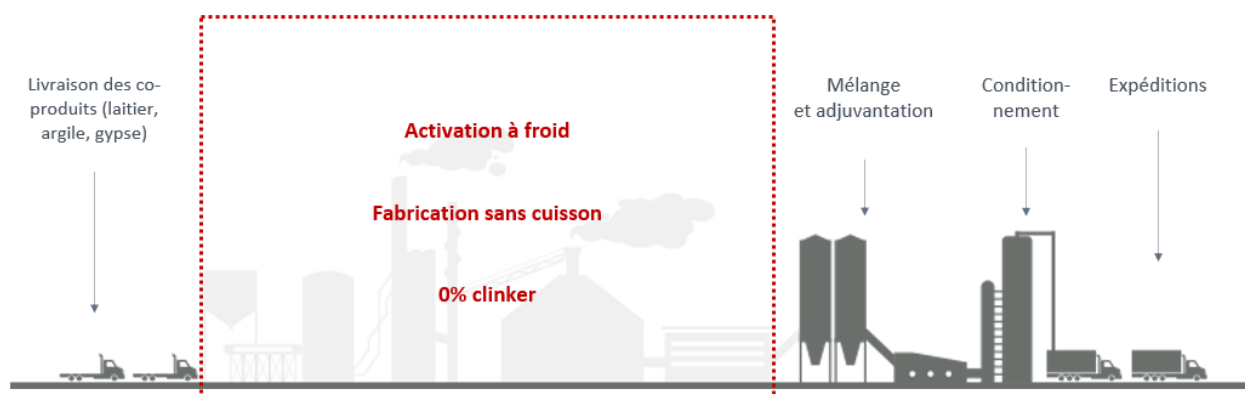 Livraison des co-
produits (laitier,
argile, gypse)
Activation à froid
Fabrication sans cuisson
0% clinker
Mélange
et adjuvantation
Condition-
nement
Expéditions